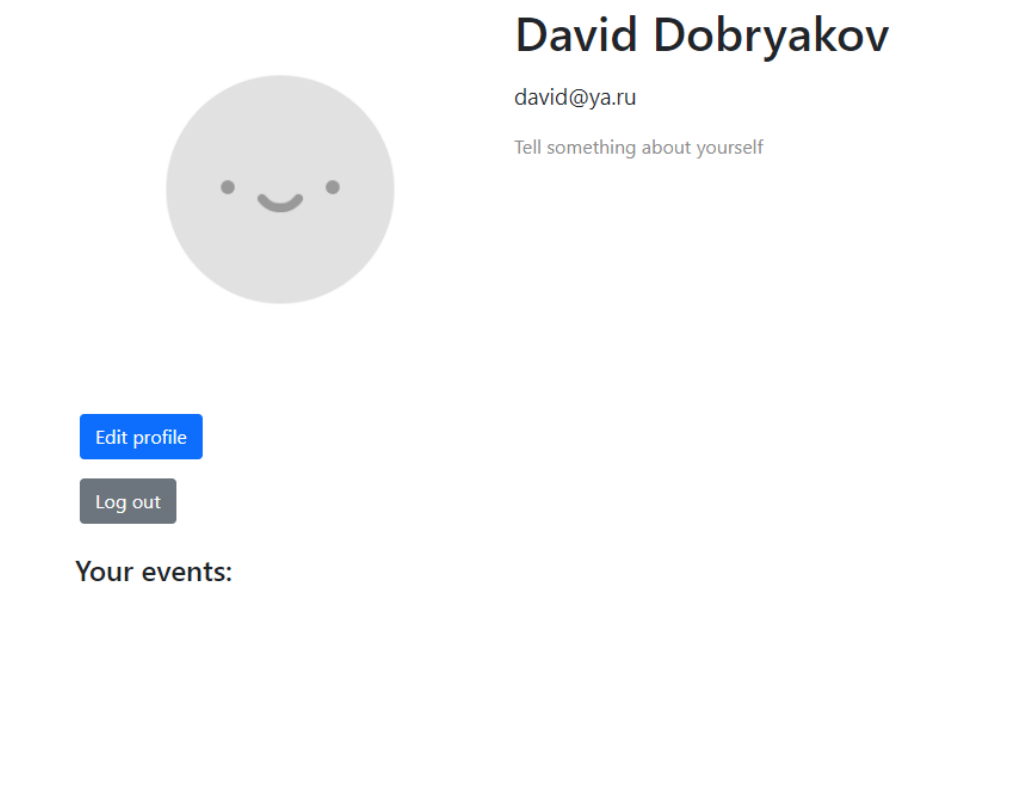 David Dobryakov
david@ya.ru
Tell something about yourself
Edit profile
Log out
Your events: